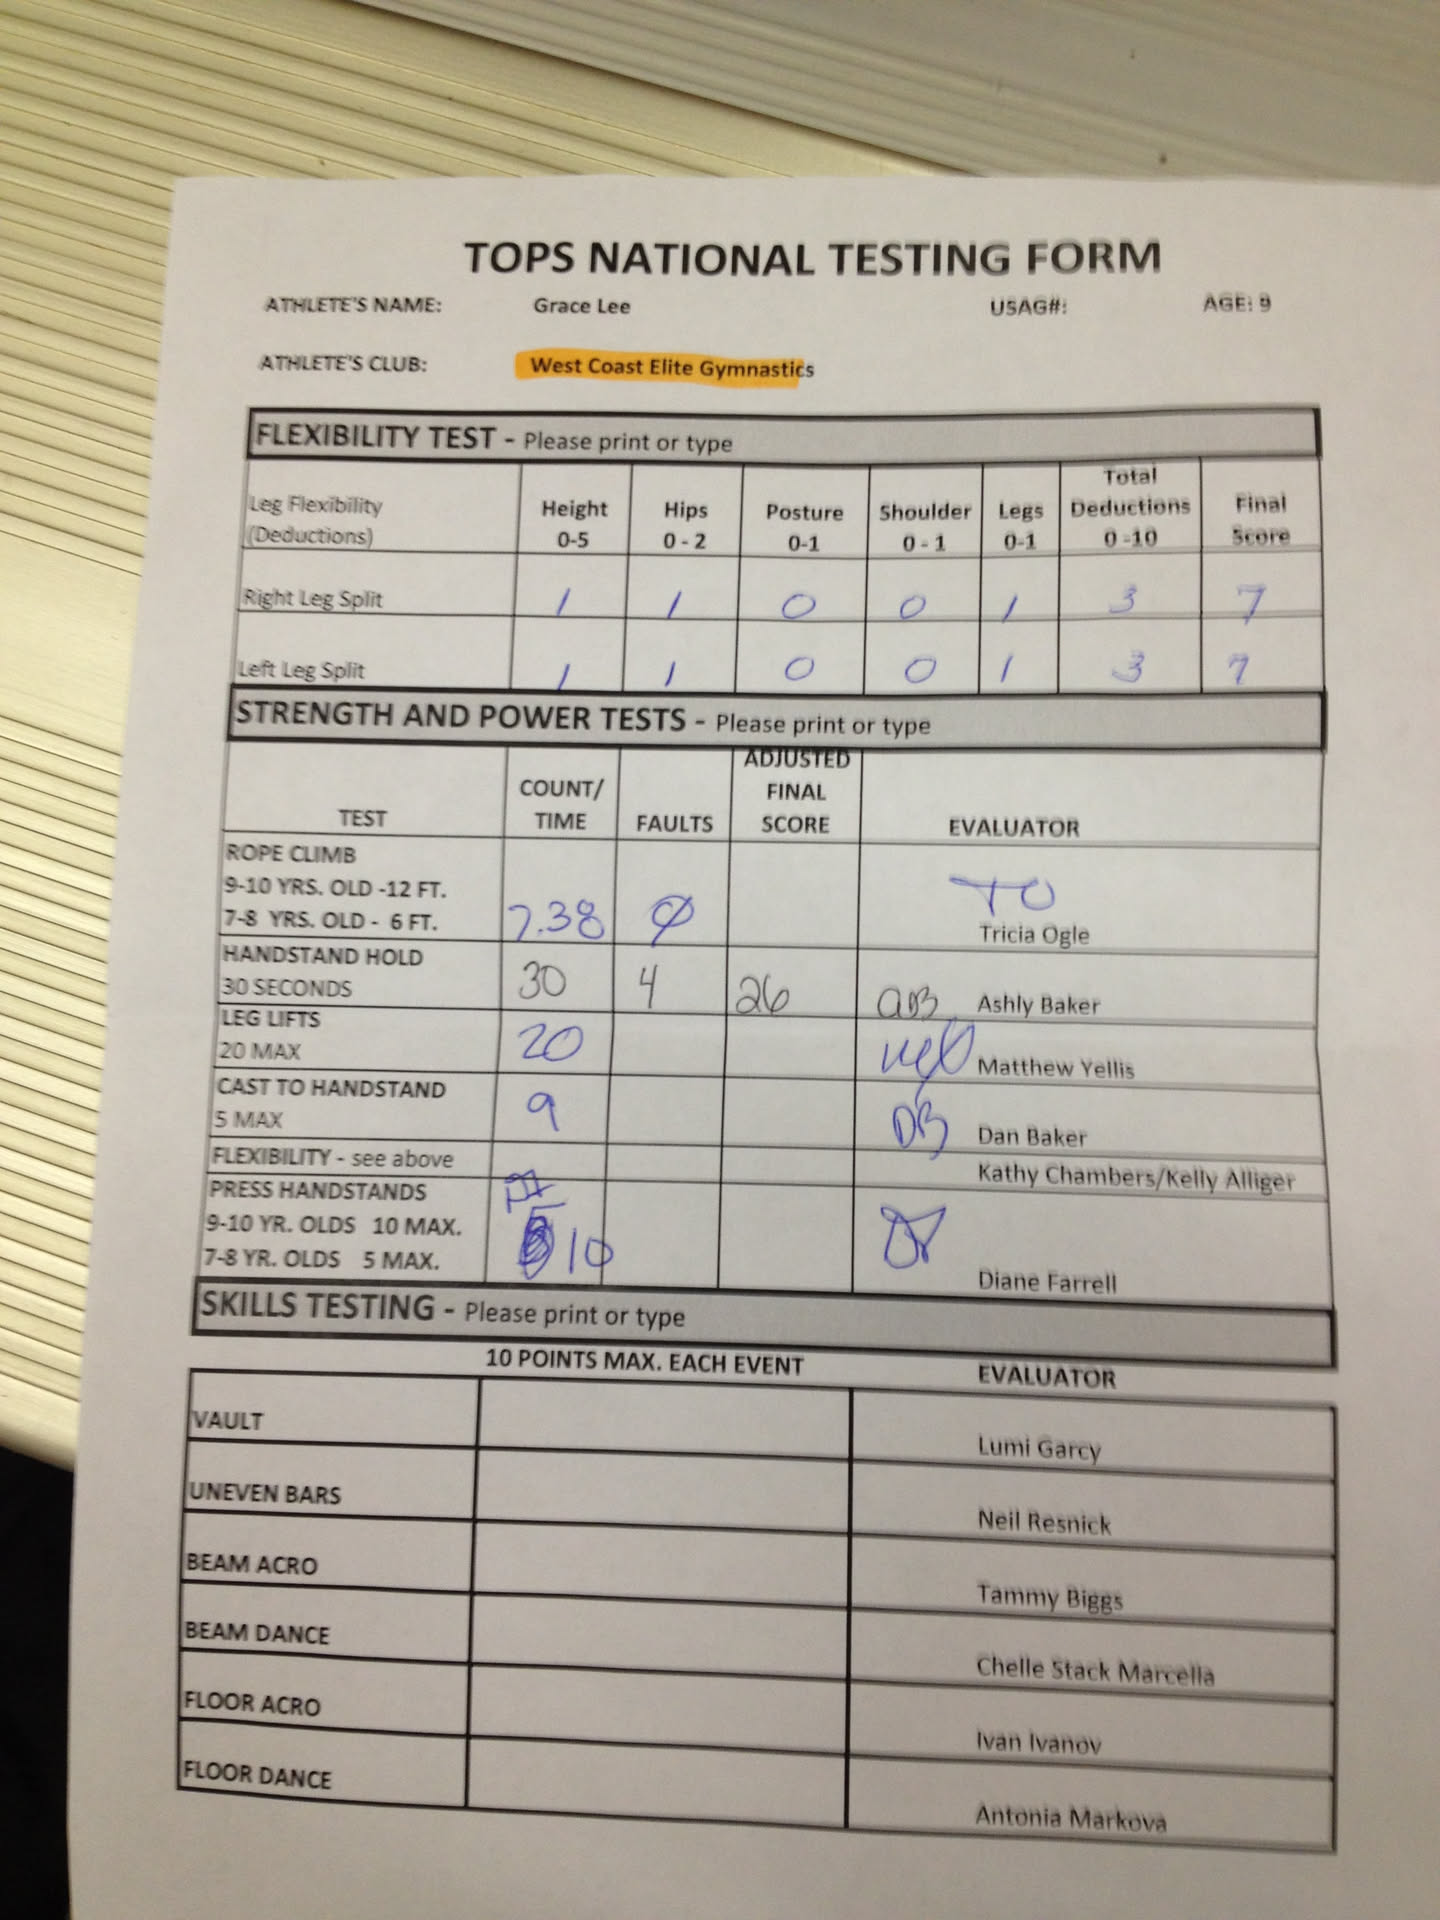 TOPS NATIONAL TESTING FORM
ATHLETE'S NAME: Grace Lee USAG#: AGE: 9
ATHLETE'S CLUB: West Coast Elite Gymnastics
FLEXIBILITY TEST - Please print or type
Leg Flexibility (Deductions) Height 0-5 Hips 0 - 2 Posture 0-1 Shoulder 0 - 1 Legs 0-1 Total Deductions 0 -10 Final Score
Right Leg Split 1 1 0 0 1 3 7
Left Leg Split 1 1 0 0 1 3 7
STRENGTH AND POWER TESTS - Please print or type
TEST COUNT/ TIME FAULTS ADJUSTED FINAL SCORE EVALUATOR
ROPE CLIMB
9-10 YRS. OLD -12 FT. TO
7-8 YRS. OLD - 6 FT. 7.38 0 Tricia Ogle
HANDSTAND HOLD
30 SECONDS 30 4 26 aB Ashly Baker
LEG LIFTS
20 MAX 20 Matthew Yellis
CAST TO HANDSTAND
5 MAX 9 DB Dan Baker
FLEXIBILITY - see above Kathy Chambers/Kelly Alliger
PRESS HANDSTANDS
9-10 YR. OLDS 10 MAX.
7-8 YR. OLDS 5 MAX. 10 Diane Farrell
SKILLS TESTING - Please print or type
10 POINTS MAX. EACH EVENT EVALUATOR
VAULT Lumi Garcy
UNEVEN BARS Neil Resnick
BEAM ACRO Tammy Biggs
BEAM DANCE Chelle Stack Marcella
FLOOR ACRO Ivan Ivanov
FLOOR DANCE Antonia Markova